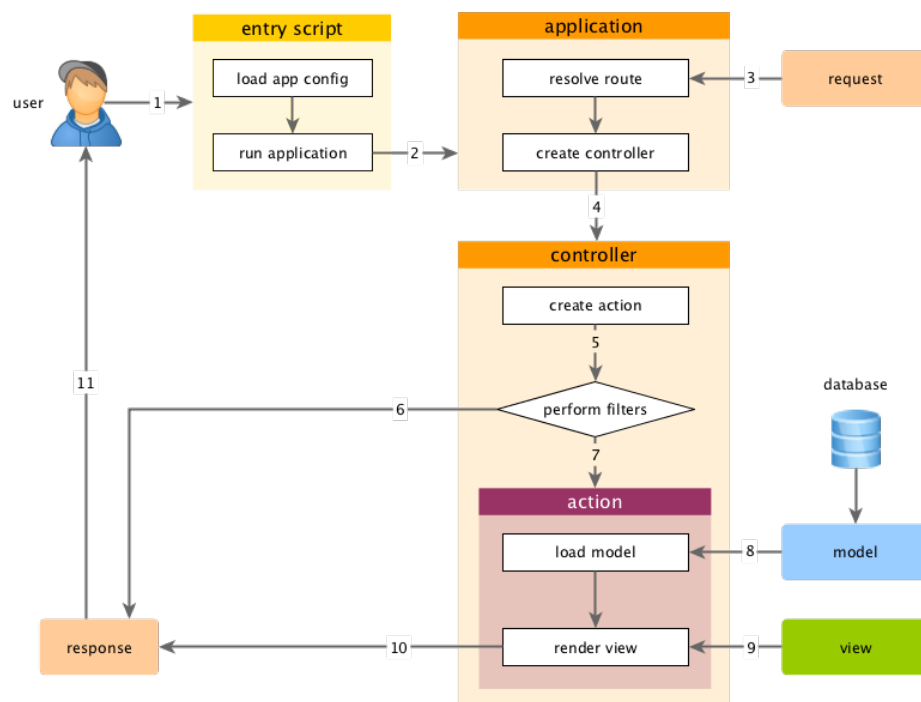 entry script
application
load app config
resolve route
3
request
user
1
run application
2
create controller
4
controller
create action
5
11
database
6
perform filters
7
action
load model
8
model
response
10
render view
9
view